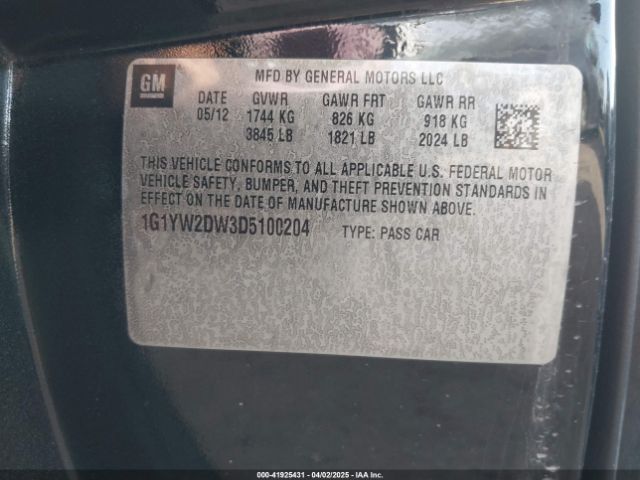 GM
MFD BY GENERAL MOTORS LLC
DATE GVWR GAWR FRT GAWR RR
05/12 1744 KG 826 KG 918 KG
3845 LB 1821 LB 2024 LB
THIS VEHICLE CONFORMS TO ALL APPLICABLE U.S. FEDERAL MOTOR
VEHICLE SAFETY, BUMPER, AND THEFT PREVENTION STANDARDS IN
EFFECT ON THE DATE OF MANUFACTURE SHOWN ABOVE.
1G1YW2DW3D5100204 TYPE: PASS CAR
000-41925431 - 04/02/2025 - IAAI.com